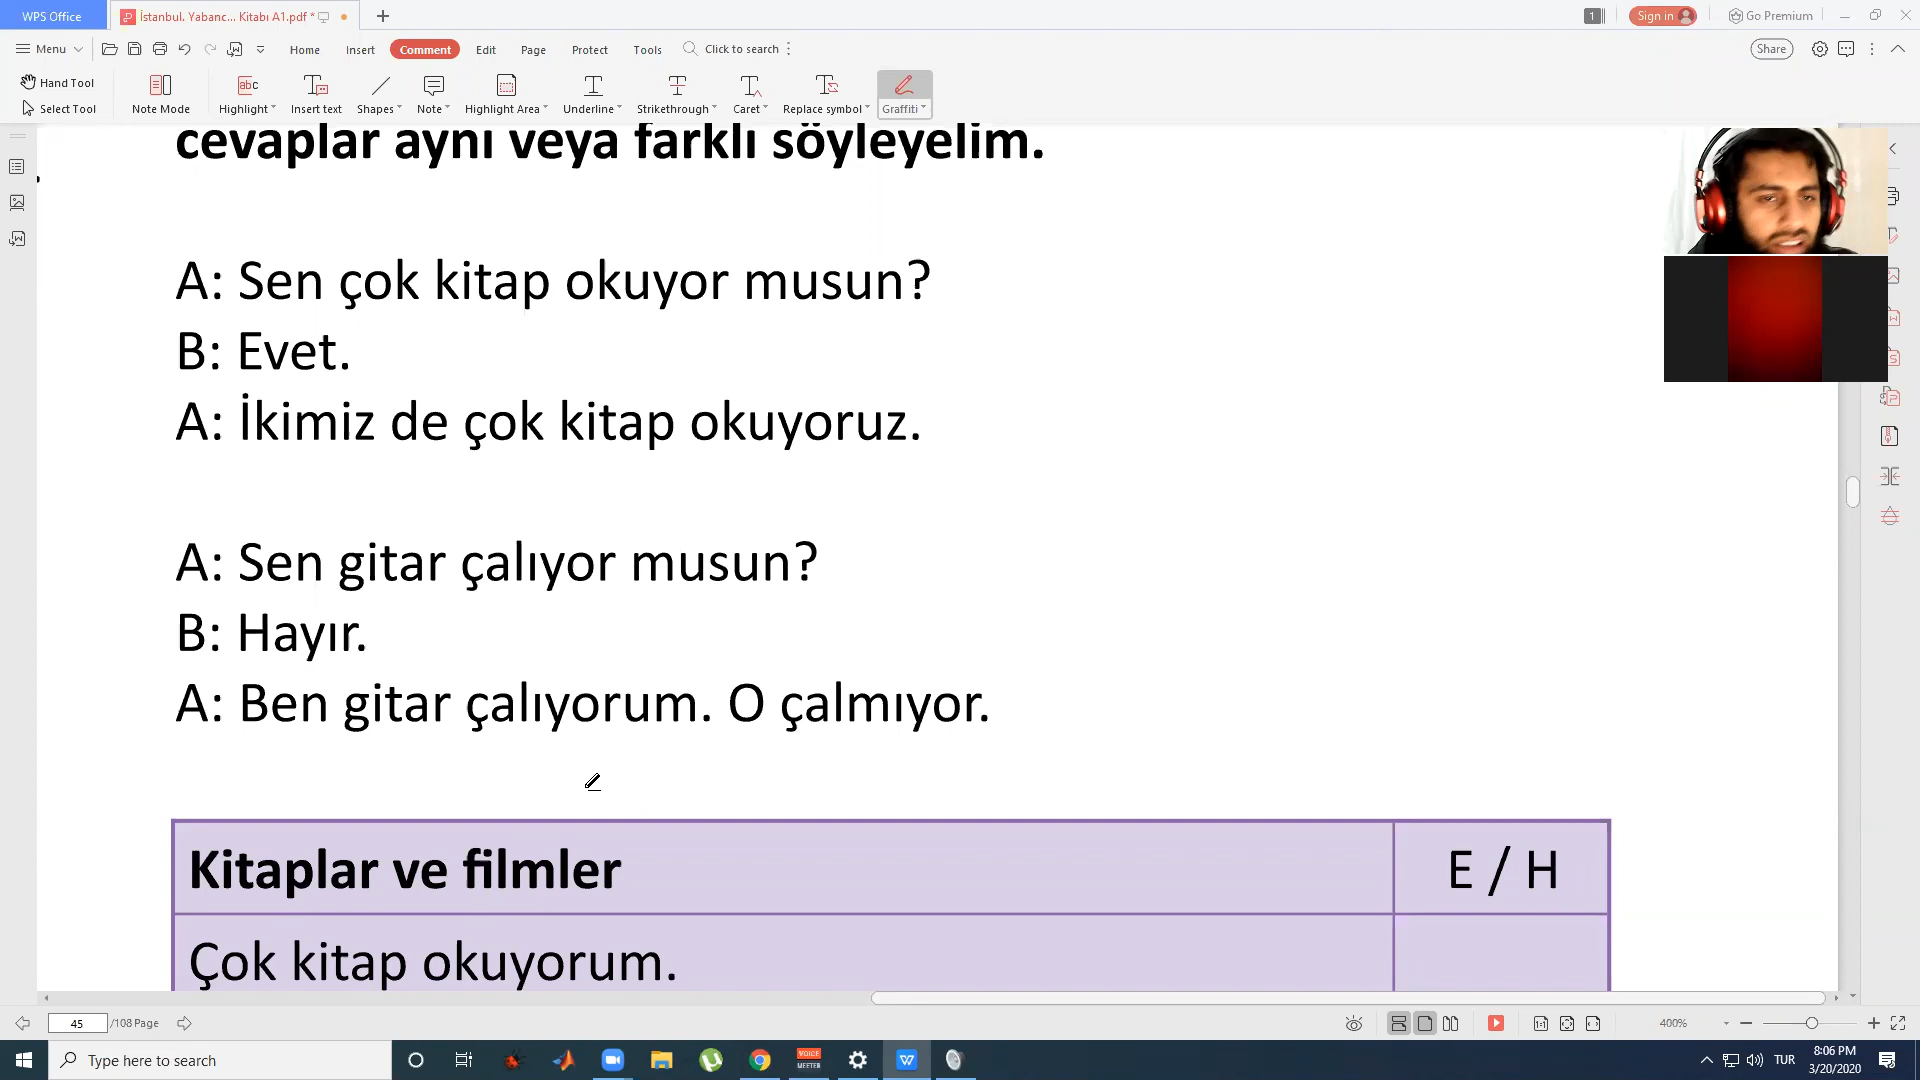 WPS Office
İstanbul. Yabanc... Kitabı A1.pdf *
1
Sign in
Go Premium
Menu
Home
Insert
Comment
Edit
Page
Protect
Tools
Click to search
Share
Hand Tool
Select Tool
Note Mode
Highlight
Insert text
Shapes
Note
Highlight Area
Underline
Strikethrough
Caret
Replace symbol
Graffiti
cevaplar aynı veya farklı söyleyelim.
A: Sen çok kitap okuyor musun?
B: Evet.
A: İkimiz de çok kitap okuyoruz.
A: Sen gitar çalıyor musun?
B: Hayır.
A: Ben gitar çalıyorum. O çalmıyor.
Kitaplar ve filmler
E / H
Çok kitap okuyorum.
45
/108 Page
400%
Type here to search
VOICE
MEETER
TUR
8:06 PM
3/20/2020